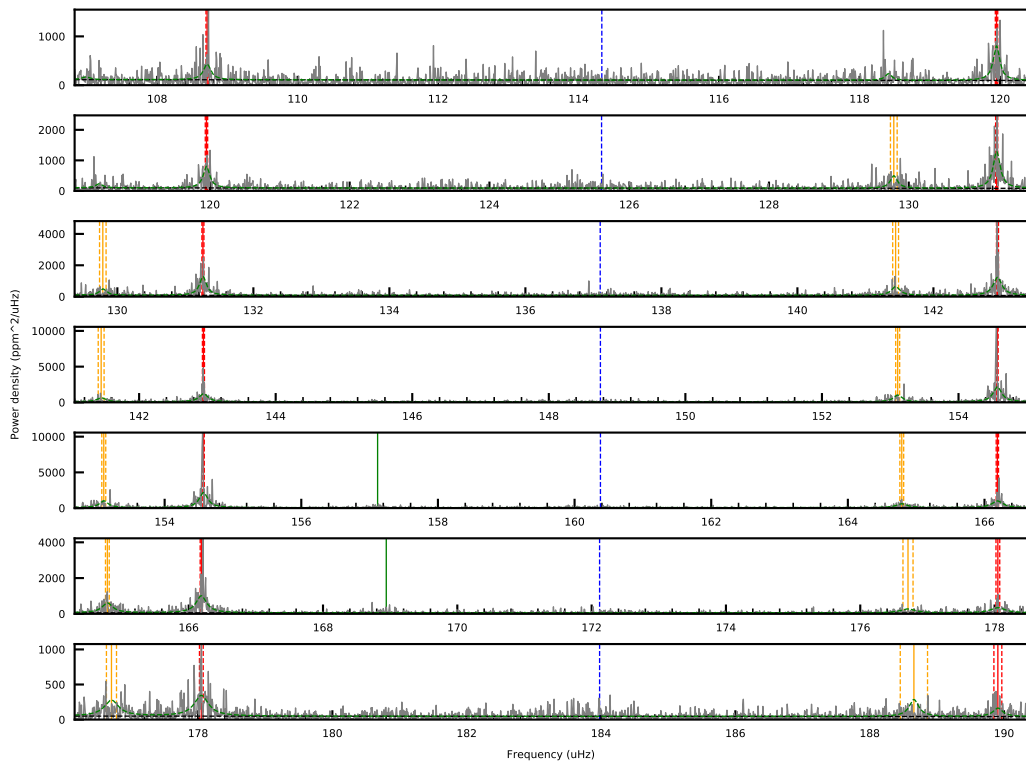 1000
0
108 110 112 114 116 118 120
2000
1000
0
120 122 124 126 128 130
4000
2000
0
130 132 134 136 138 140 142
10000
5000
0
142 144 146 148 150 152 154
10000
5000
0
154 156 158 160 162 164 166
4000
2000
0
166 168 170 172 174 176 178
1000
500
0
178 180 182 184 186 188 190
Power density (ppm^2/uHz)
Frequency (uHz)